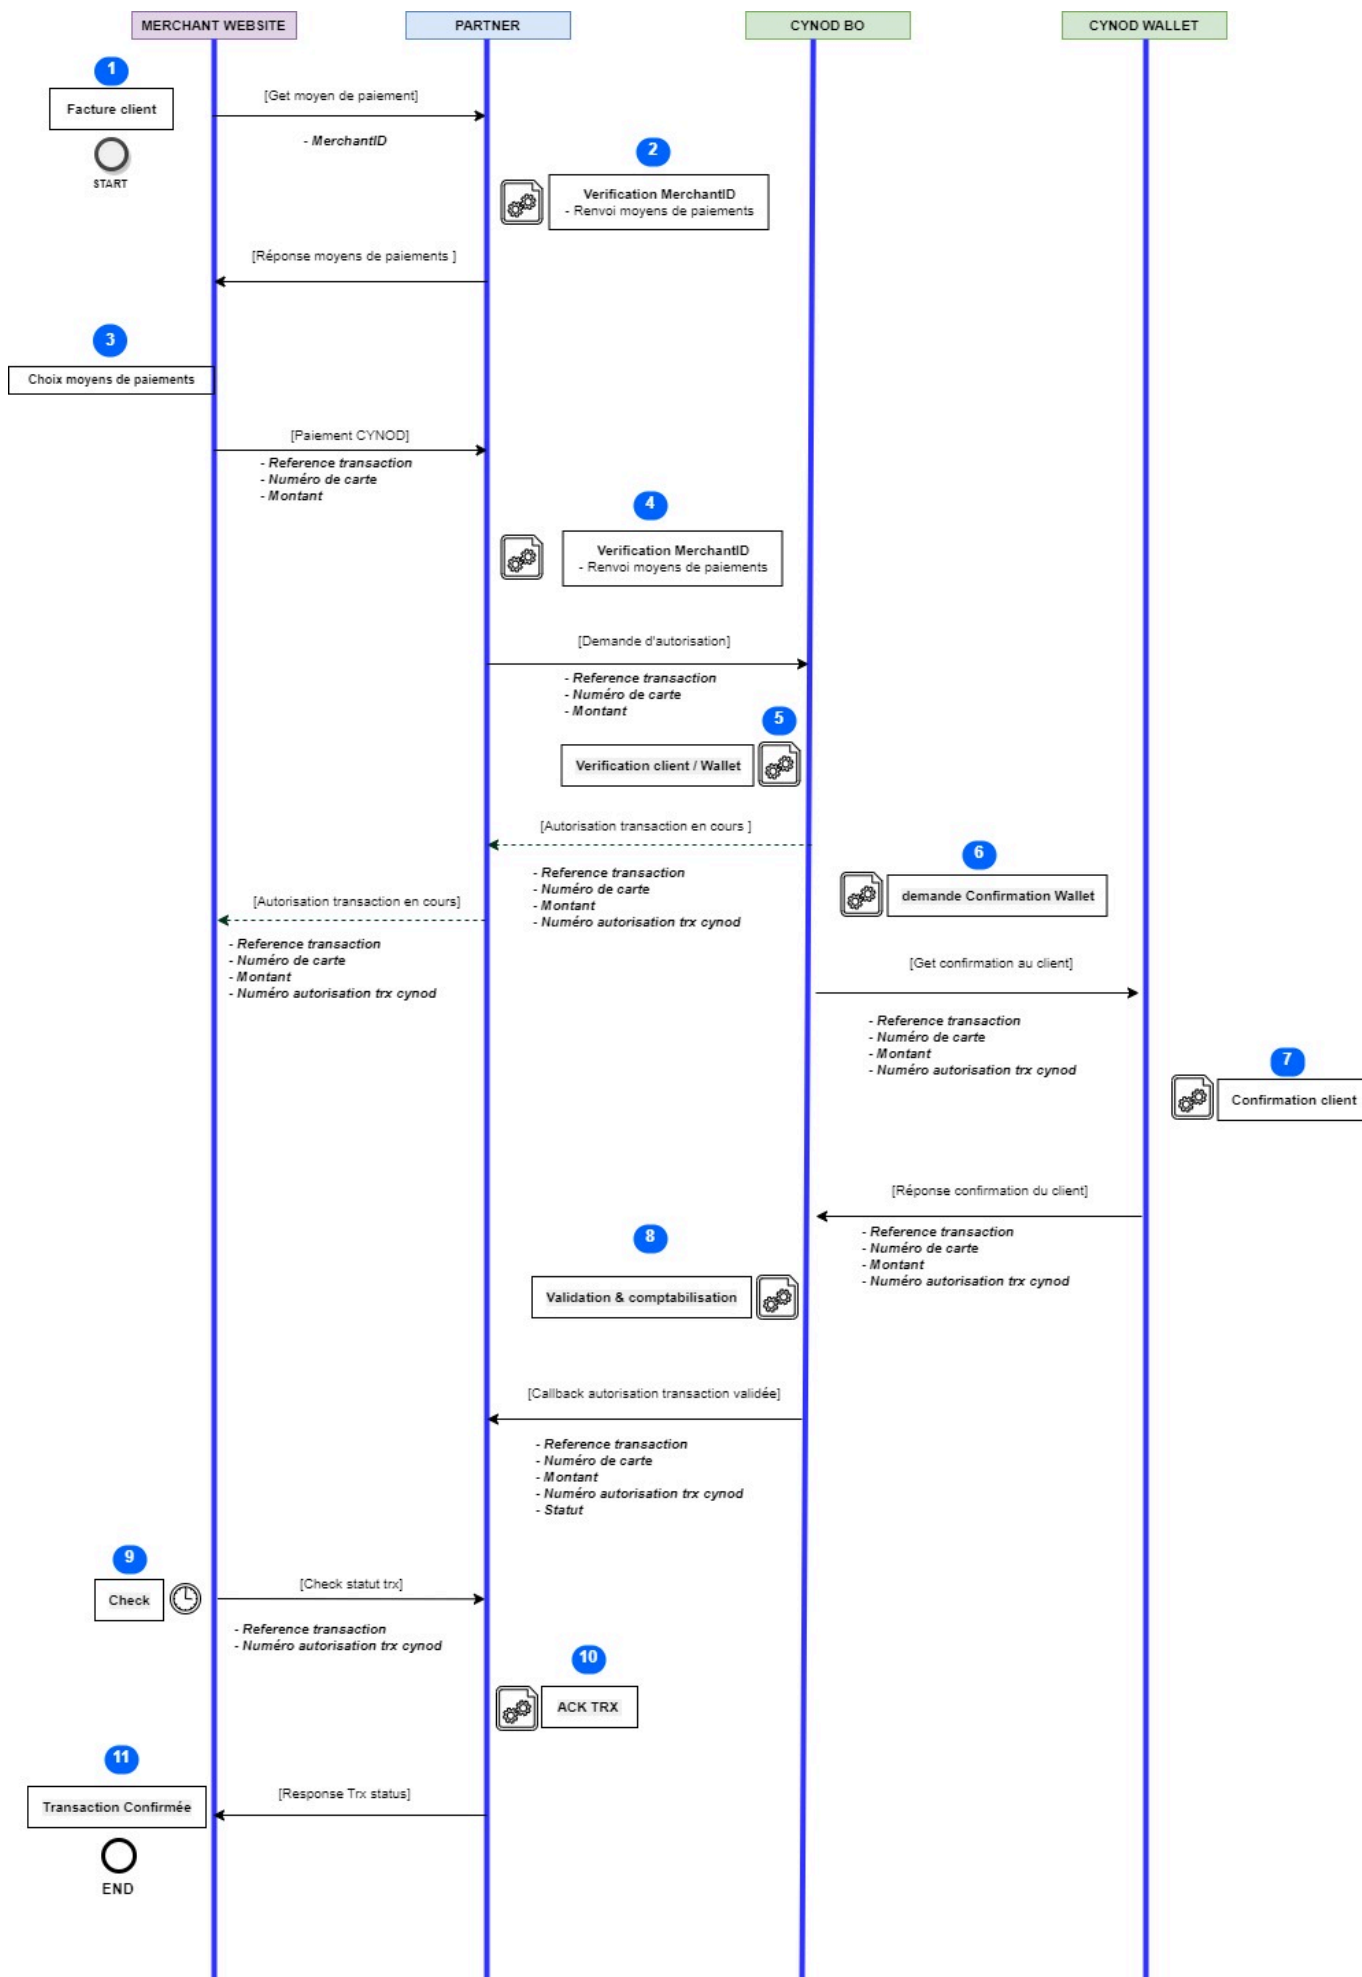 MERCHANT WEBSITE
PARTNER
CYNOD BO
CYNOD WALLET
1
Facture client
START
[Get moyen de paiement]
- MerchantID
2
Verification MerchantID
- Renvoi moyens de paiements
[Réponse moyens de paiements ]
3
Choix moyens de paiements
[Paiement CYNOD]
- Reference transaction
- Numéro de carte
- Montant
4
Verification MerchantID
- Renvoi moyens de paiements
[Demande d'autorisation]
- Reference transaction
- Numéro de carte
- Montant
5
Verification client / Wallet
[Autorisation transaction en cours ]
- Reference transaction
- Numéro de carte
- Montant
- Numéro autorisation trx cynod
6
demande Confirmation Wallet
[Autorisation transaction en cours]
- Reference transaction
- Numéro de carte
- Montant
- Numéro autorisation trx cynod
[Get confirmation au client]
- Reference transaction
- Numéro de carte
- Montant
- Numéro autorisation trx cynod
7
Confirmation client
[Réponse confirmation du client]
- Reference transaction
- Numéro de carte
- Montant
- Numéro autorisation trx cynod
8
Validation & comptabilisation
[Callback autorisation transaction validée]
- Reference transaction
- Numéro de carte
- Montant
- Numéro autorisation trx cynod
- Statut
9
Check
[Check statut trx]
- Reference transaction
- Numéro autorisation trx cynod
10
ACK TRX
11
Transaction Confirmée
[Response Trx status]
END